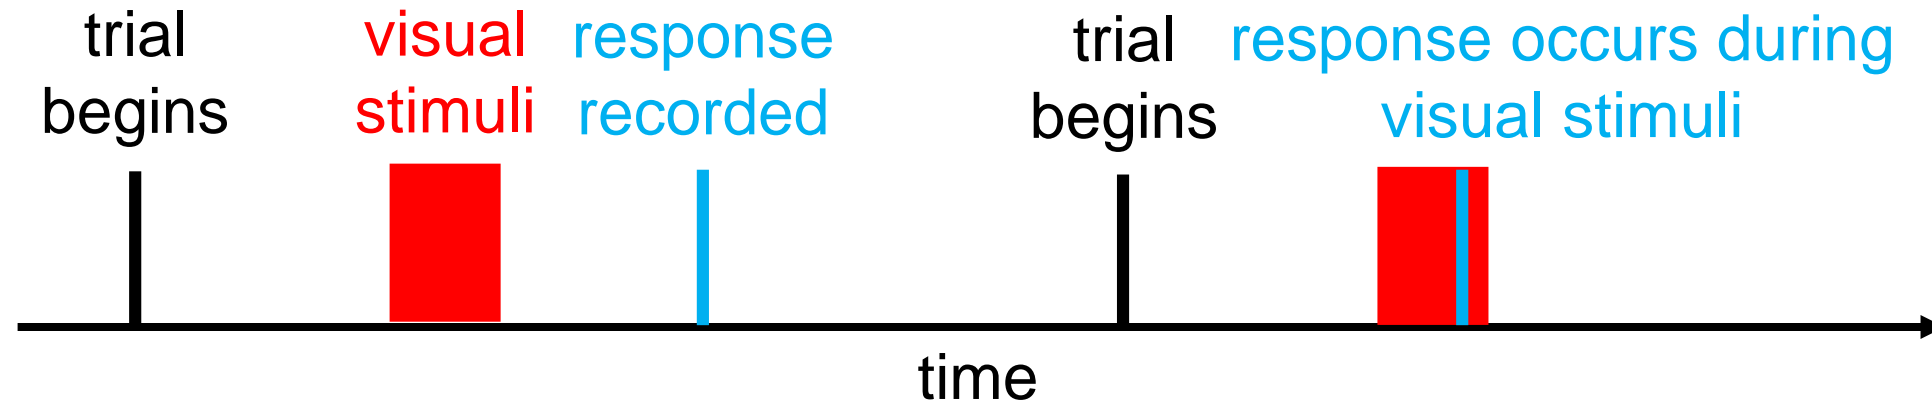 trial
begins
visual
stimuli
response
recorded
trial
begins
response occurs during
visual stimuli
time